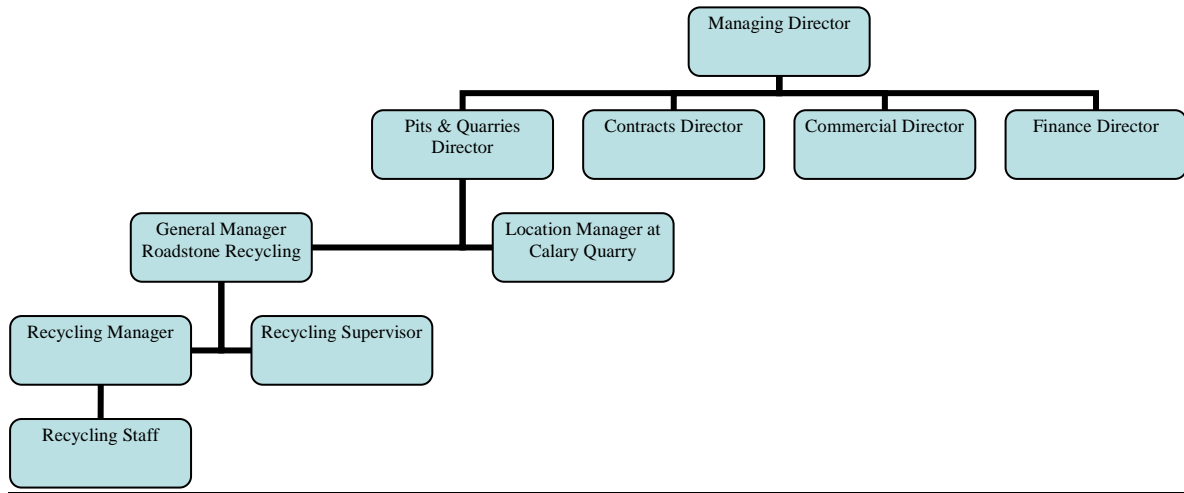 Managing Director
Pits & Quarries
Director
Contracts Director
Commercial Director
Finance Director
General Manager
Roadstone Recycling
Location Manager at
Calary Quarry
Recycling Manager
Recycling Supervisor
Recycling Staff